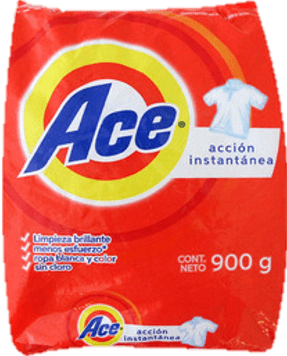 Ace®
acción
instantánea
Limpieza brillante
menos esfuerzo*
ropa blanca y color
sin cloro
CONT.
NETO 900 g
Ace
acción
instantánea